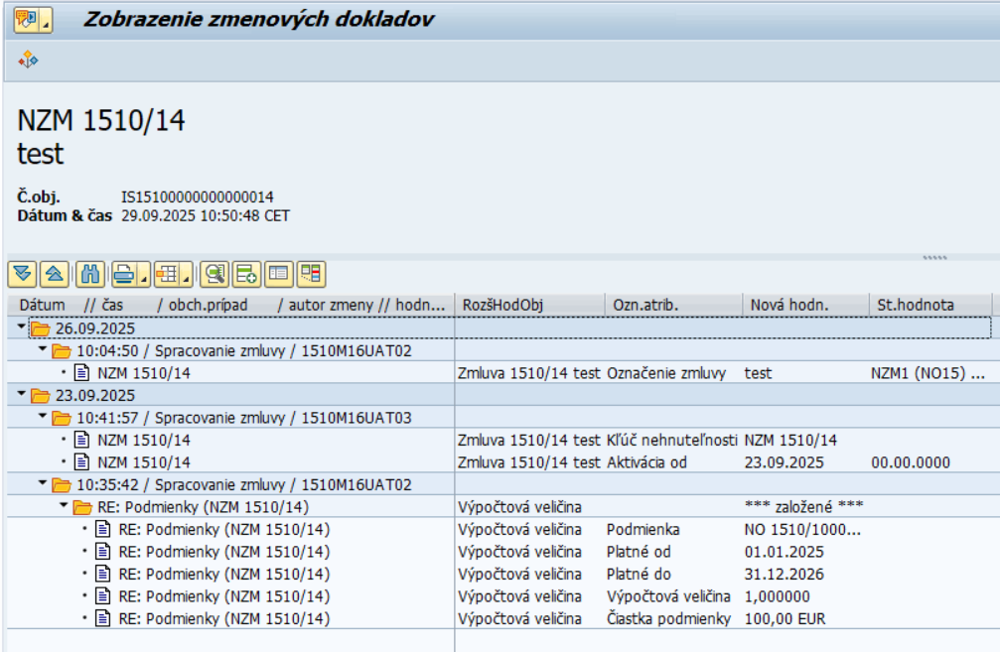 Zobrazenie zmenových dokladov
NZM 1510/14
test
Č.obj. IS15100000000000014
Dátum & čas 29.09.2025 10:50:48 CET
Dátum // čas / obch.prípad / autor zmeny // hodn... RozšHodObj Ozn.atrib. Nová hodn. St.hodnota
26.09.2025
10:04:50 / Spracovanie zmluvy / 1510M16UAT02
NZM 1510/14 Zmluva 1510/14 test Označenie zmluvy test NZM1 (NO15) ...
23.09.2025
10:41:57 / Spracovanie zmluvy / 1510M16UAT03
NZM 1510/14 Zmluva 1510/14 test Kľúč nehnuteľnosti NZM 1510/14
NZM 1510/14 Zmluva 1510/14 test Aktivácia od 23.09.2025 00.00.0000
10:35:42 / Spracovanie zmluvy / 1510M16UAT02
RE: Podmienky (NZM 1510/14) Výpočtová veličina *** založené ***
RE: Podmienky (NZM 1510/14) Výpočtová veličina Podmienka NO 1510/1000...
RE: Podmienky (NZM 1510/14) Výpočtová veličina Platné od 01.01.2025
RE: Podmienky (NZM 1510/14) Výpočtová veličina Platné do 31.12.2026
RE: Podmienky (NZM 1510/14) Výpočtová veličina Výpočtová veličina 1,000000
RE: Podmienky (NZM 1510/14) Výpočtová veličina Čiastka podmienky 100,00 EUR